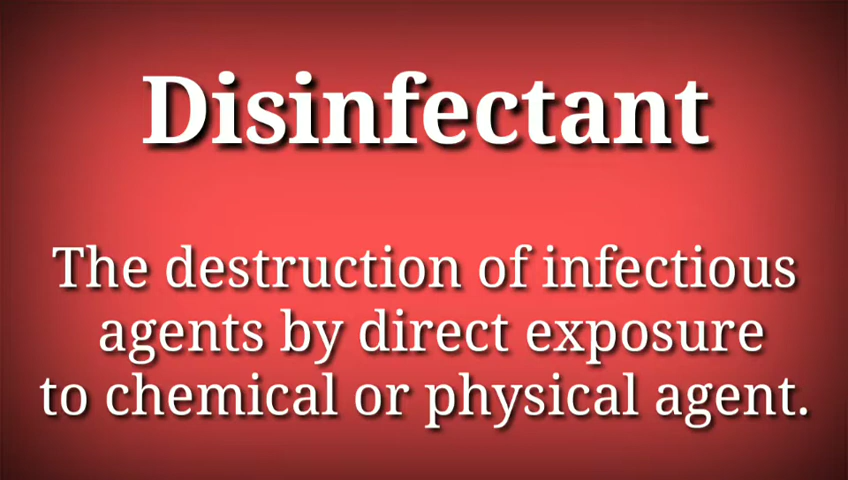 Disinfectant
The destruction of infectious
agents by direct exposure
to chemical or physical agent.